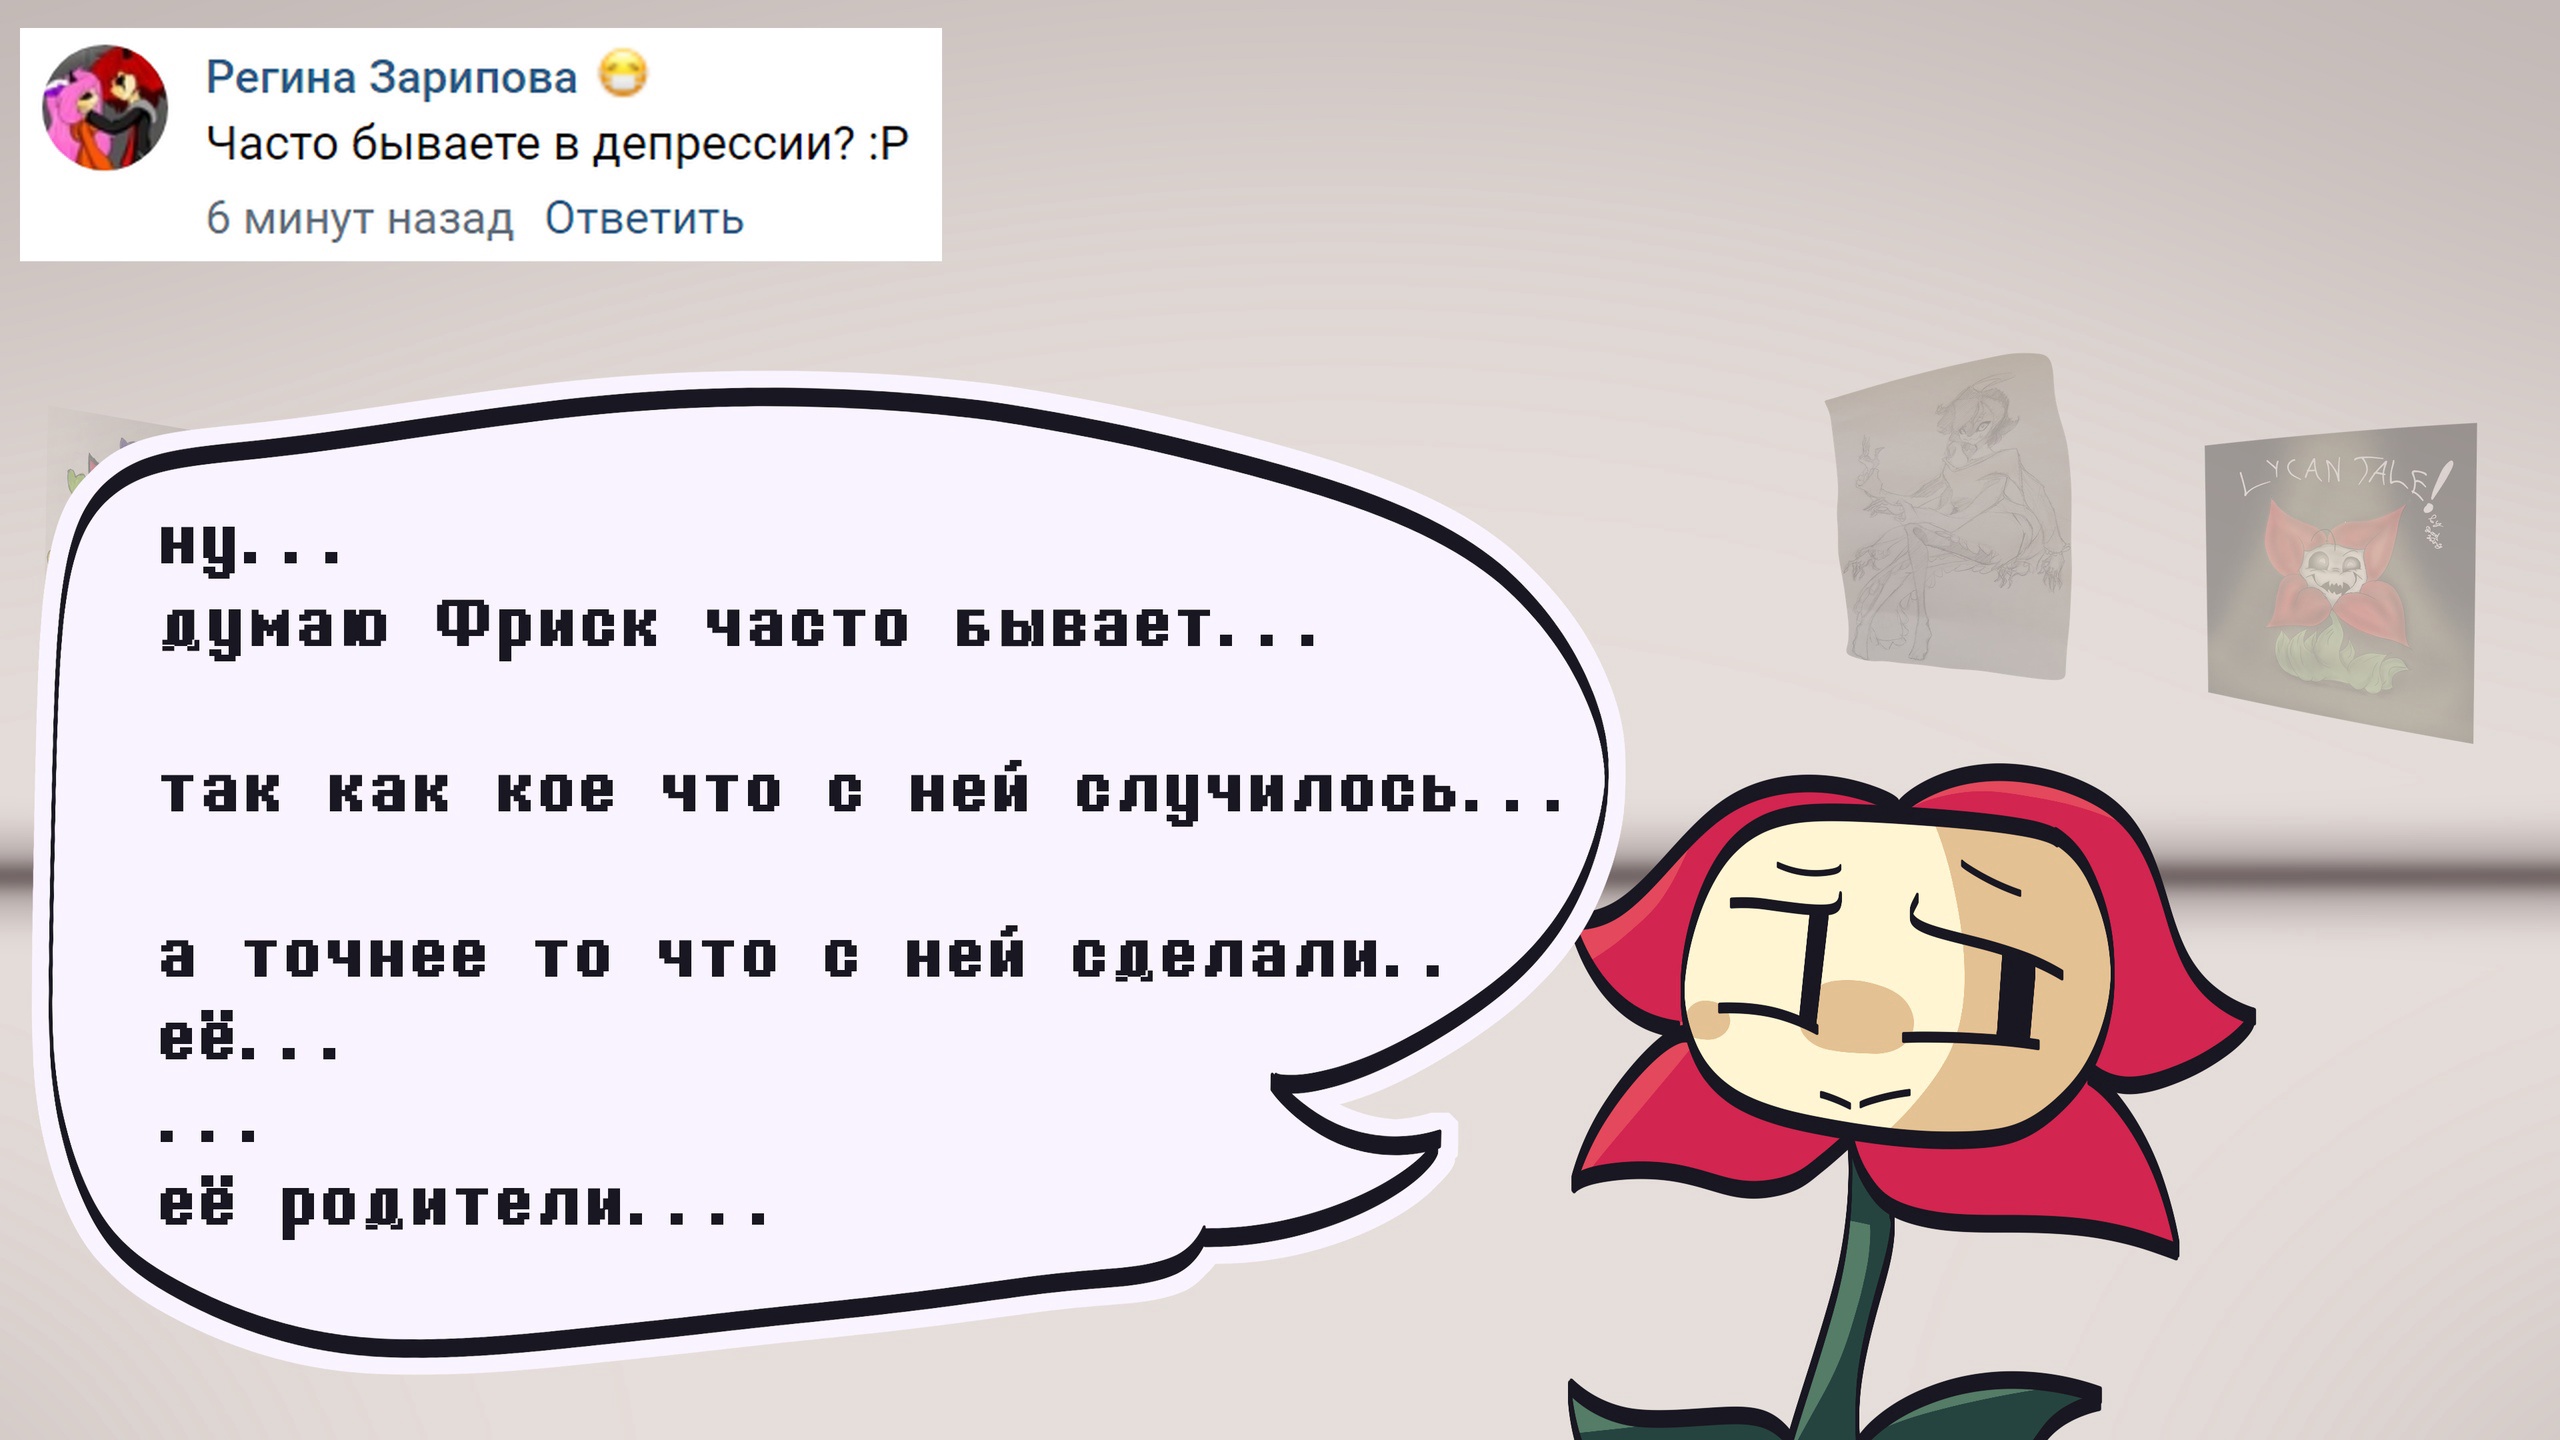 Регина Зарипова 😷
Часто бываете в депрессии? :P
6 минут назад Ответить
LYCAN TALE!
ну...
думаю Фриск часто бывает...
так как кое что с ней случилось...
а точнее то что с ней сделали..
её...
...
её родители....